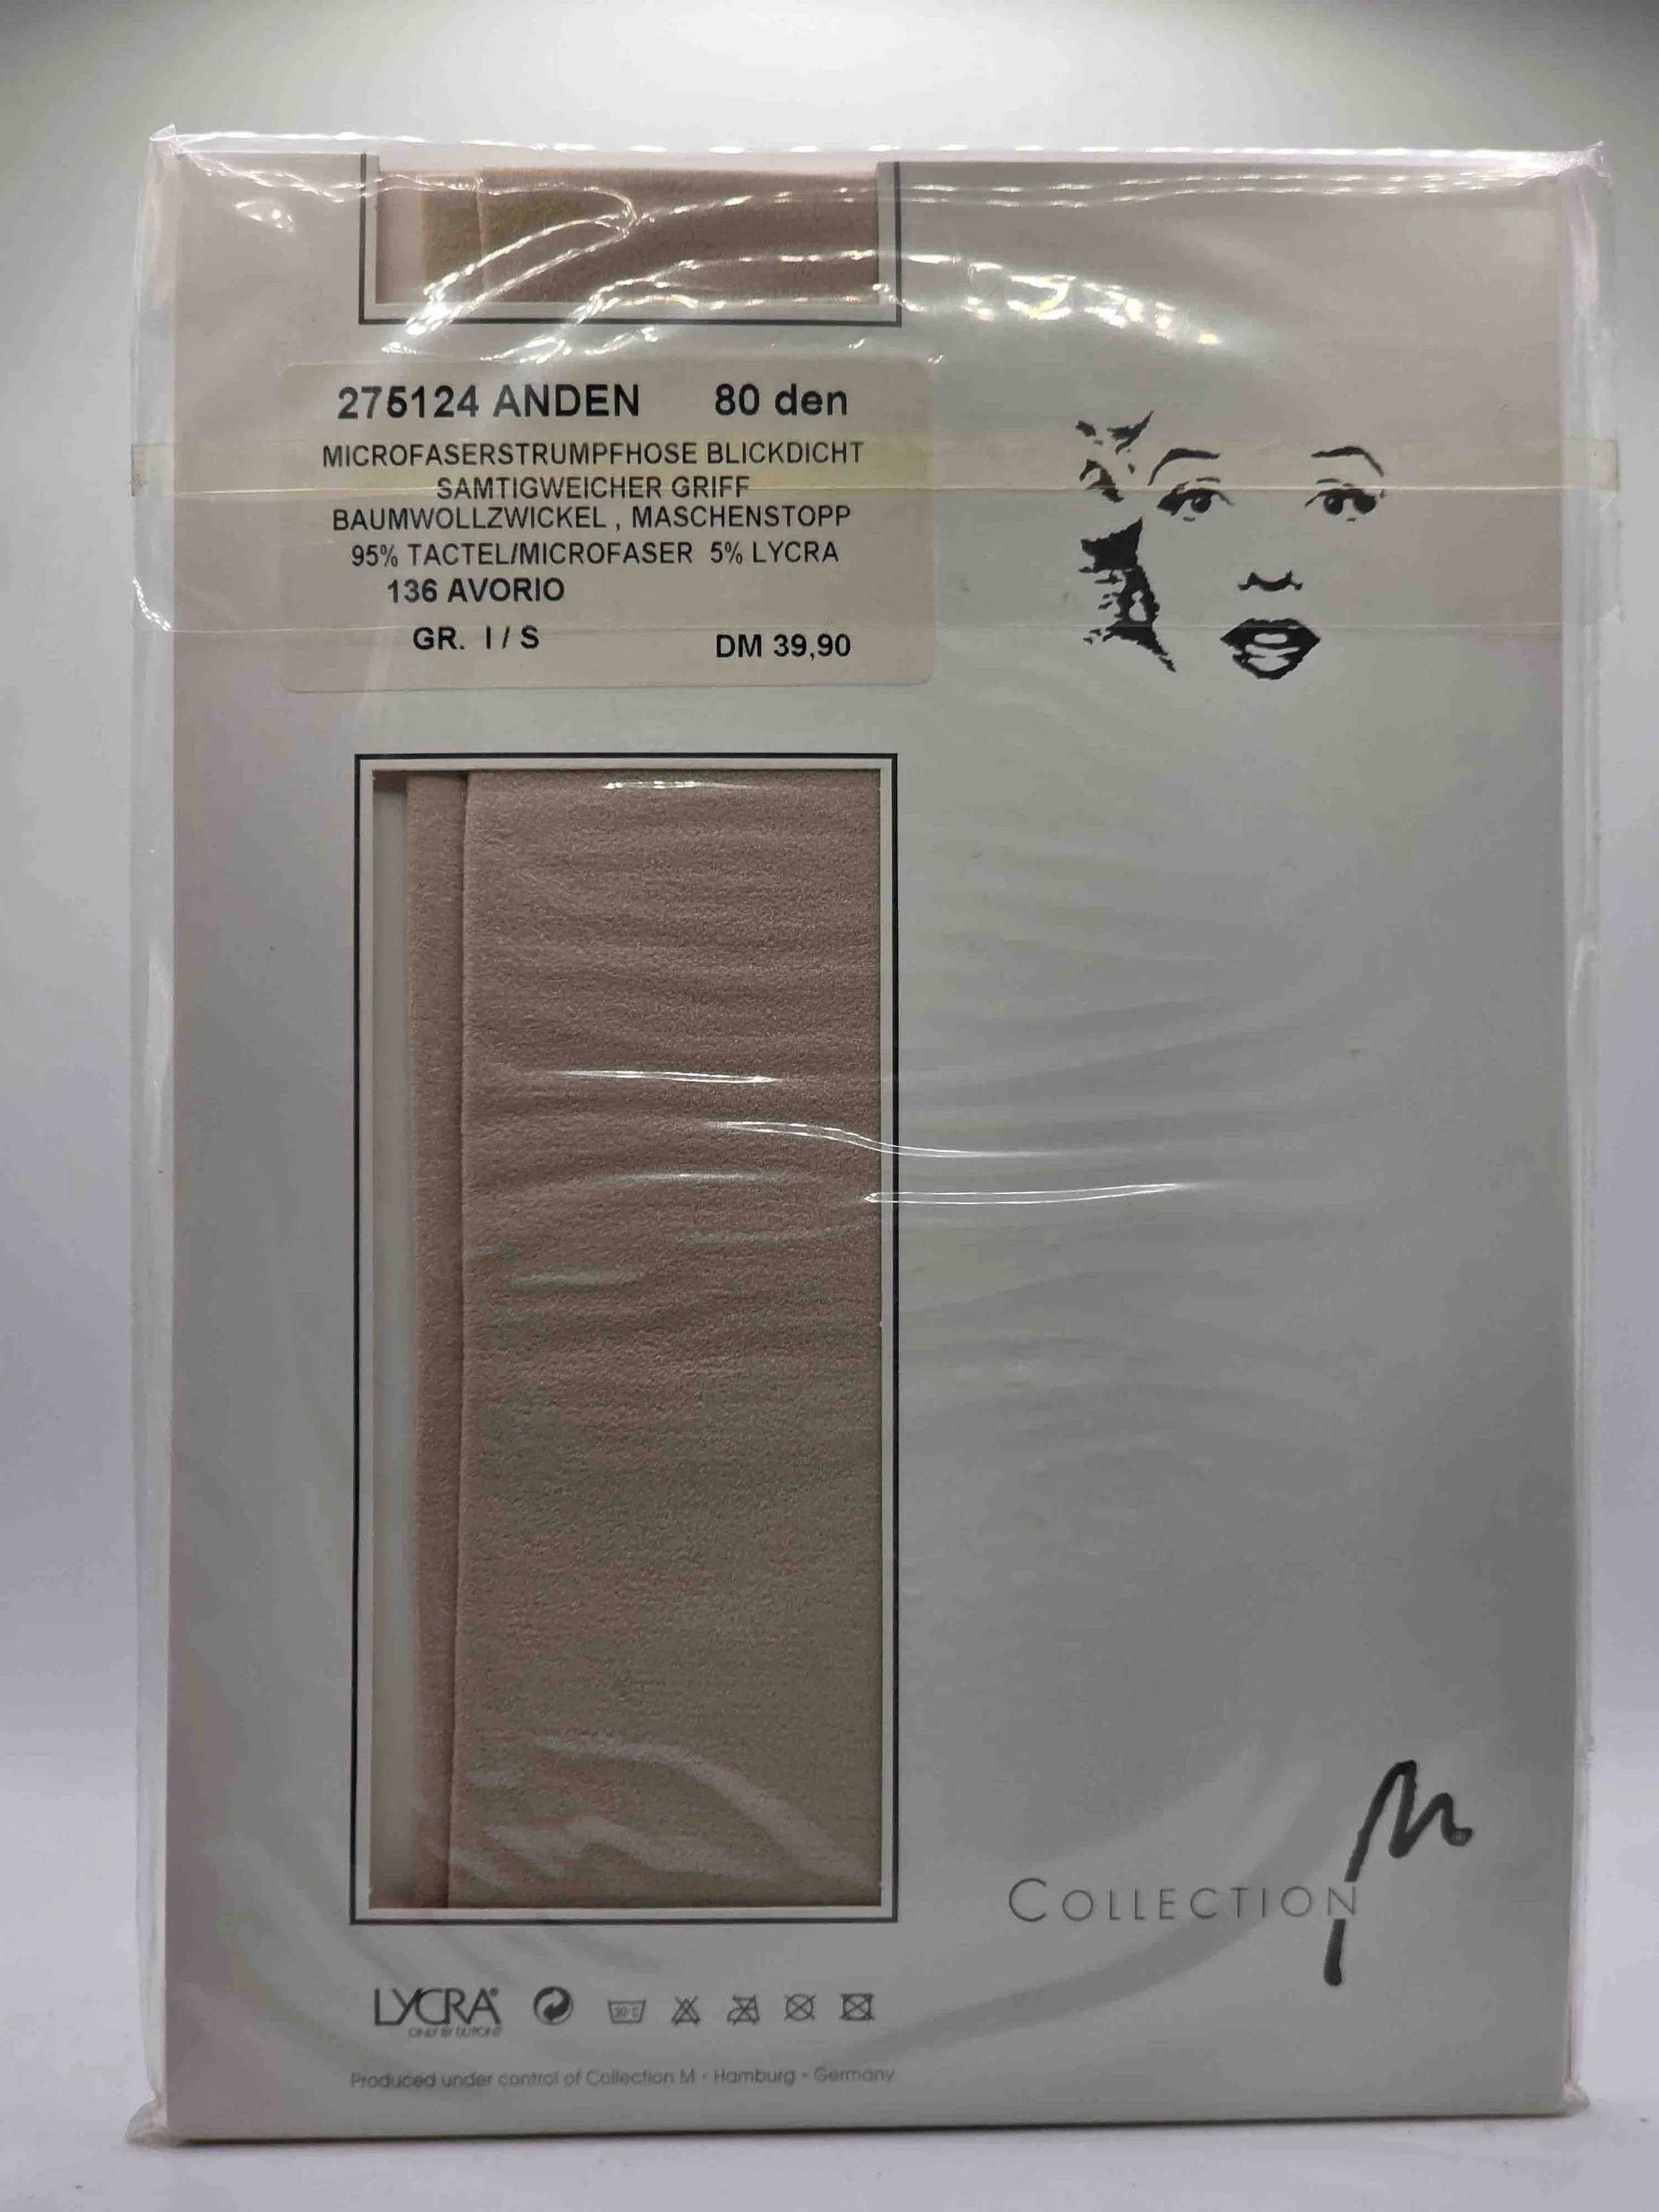 275124 ANDEN 80 den
MICROFASERSTRUMPFHOSE BLICKDICHT
SAMTIGWEICHER GRIFF
BAUMWOLLZWICKEL , MASCHENSTOPP
95% TACTEL/MICROFASER 5% LYCRA
136 AVORIO
GR. I / S DM 39,90
COLLECTION M
LYCRA®
ONLY BY DUPONT
30°C
Produced under control of Collection M - Hamburg - Germany